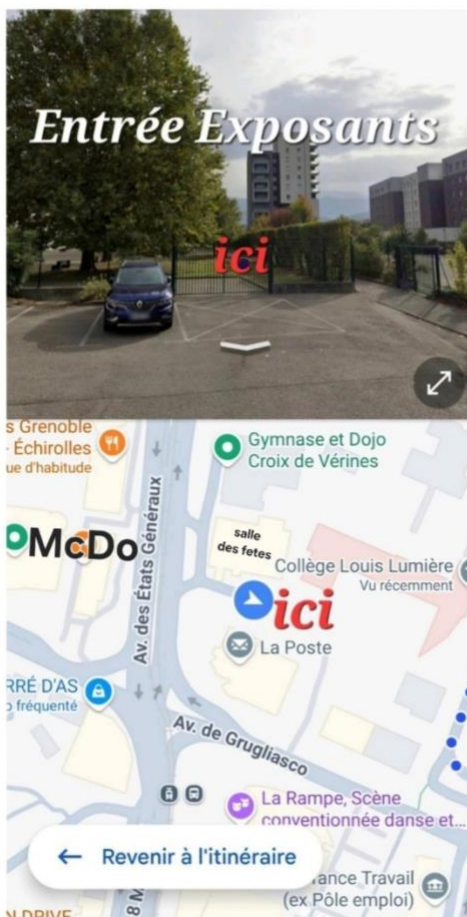 Entrée Exposants
ici
s Grenoble
- Échirolles
ue d'habitude
Gymnase et Dojo
Croix de Vérines
McDo
Av. des États Généraux
salle
des fetes
Collège Louis Lumière
Vu récemment
ici
La Poste
RRÉ D'AS
o fréquenté
Av. de Grugliasco
La Rampe, Scène
conventionnée danse et...
← Revenir à l'itinéraire
rance Travail
(ex Pôle emploi)
N DRIVE
8 M